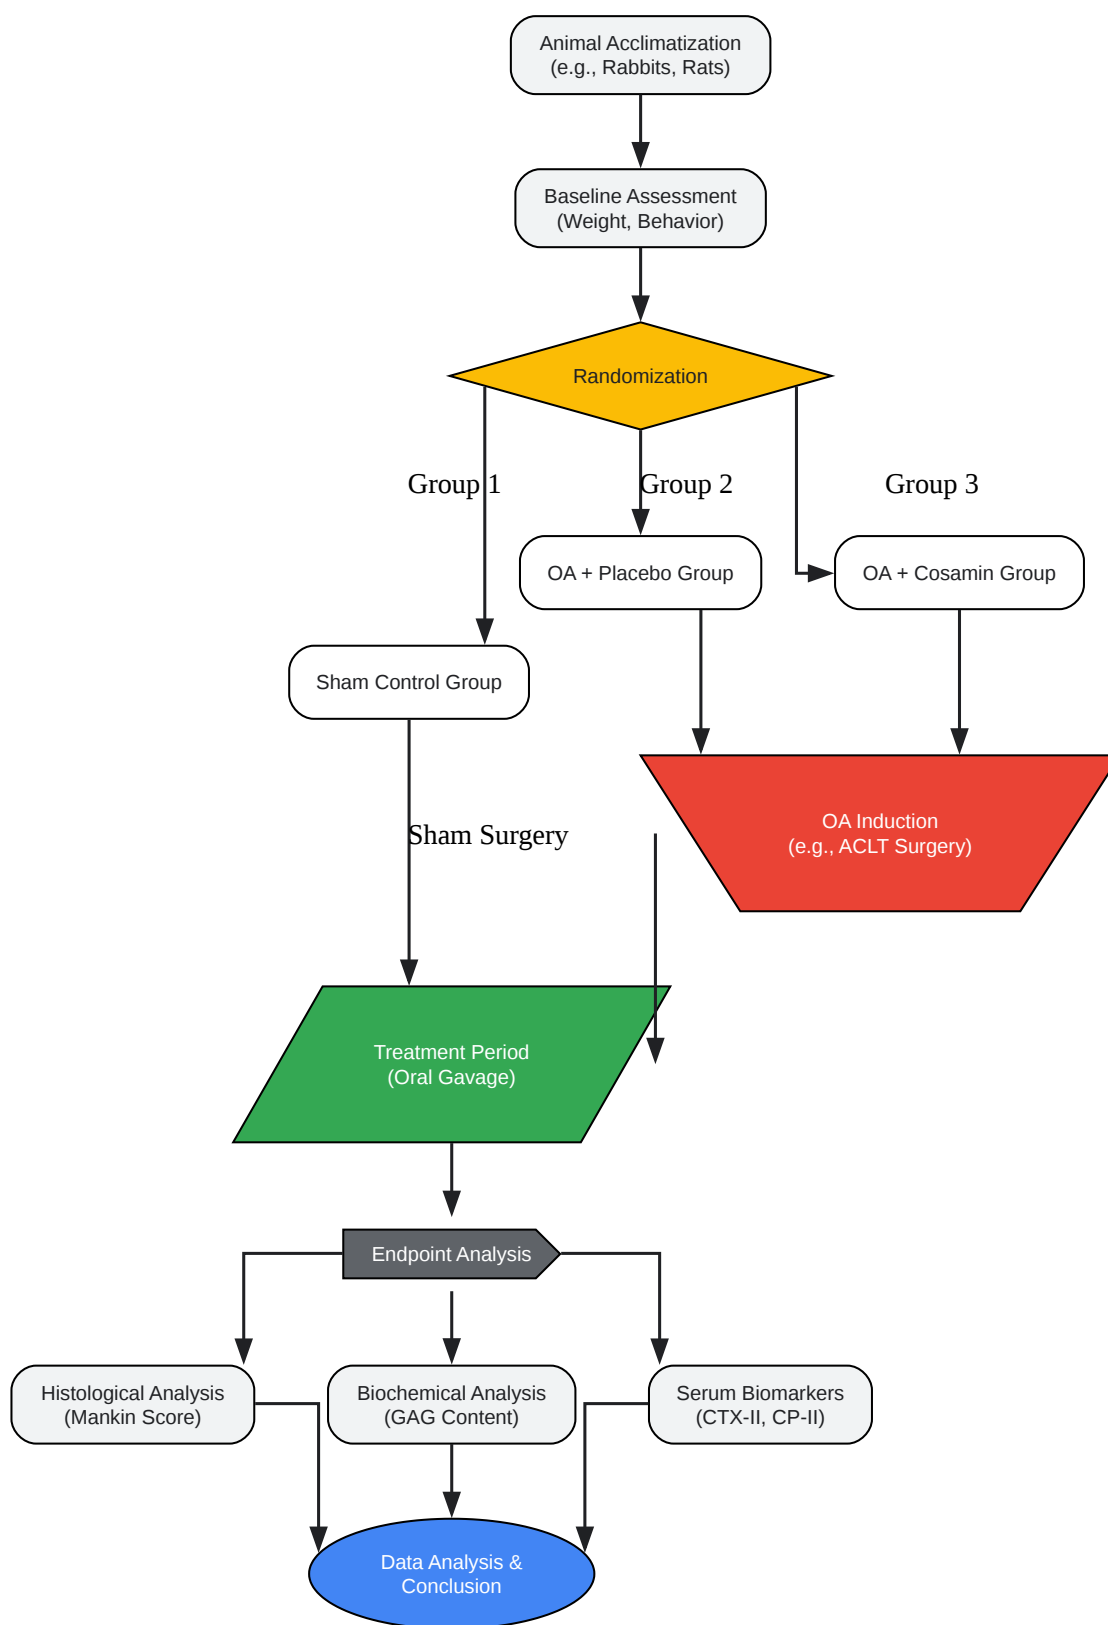 Animal Acclimatization
(e.g., Rabbits, Rats)
Baseline Assessment
(Weight, Behavior)
Randomization
Group 1
Group 2
Group 3
OA + Placebo Group
OA + Cosamin Group
Sham Control Group
Sham Surgery
OA Induction
(e.g., ACLT Surgery)
Treatment Period
(Oral Gavage)
Endpoint Analysis
Histological Analysis
(Mankin Score)
Biochemical Analysis
(GAG Content)
Serum Biomarkers
(CTX-II, CP-II)
Data Analysis &
Conclusion